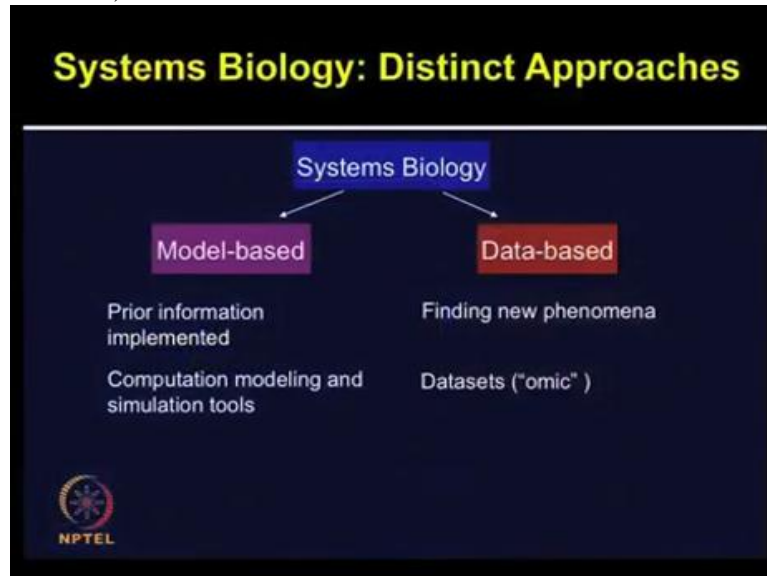 Systems Biology: Distinct Approaches
Systems Biology
Model-based
Data-based
Prior information
implemented
Finding new phenomena
Computation modeling and
simulation tools
Datasets ("omic" )
NPTEL